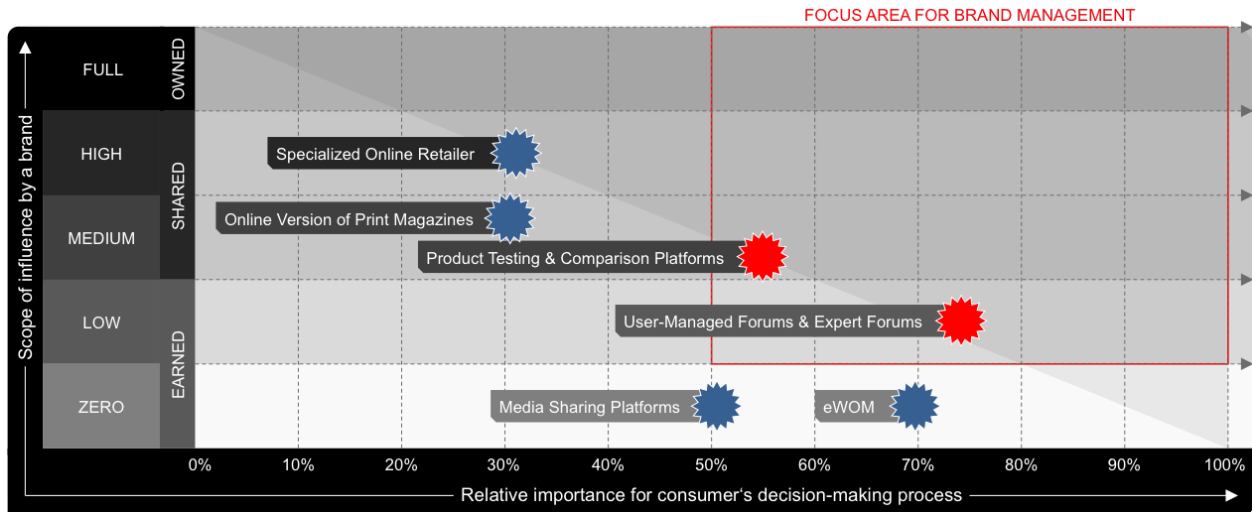 FOCUS AREA FOR BRAND MANAGEMENT
Scope of influence by a brand
FULL
HIGH
MEDIUM
LOW
ZERO
OWNED
SHARED
EARNED
Specialized Online Retailer
Online Version of Print Magazines
Product Testing & Comparison Platforms
User-Managed Forums & Expert Forums
Media Sharing Platforms
eWOM
0% 10% 20% 30% 40% 50% 60% 70% 80% 90% 100%
Relative importance for consumer‘s decision-making process